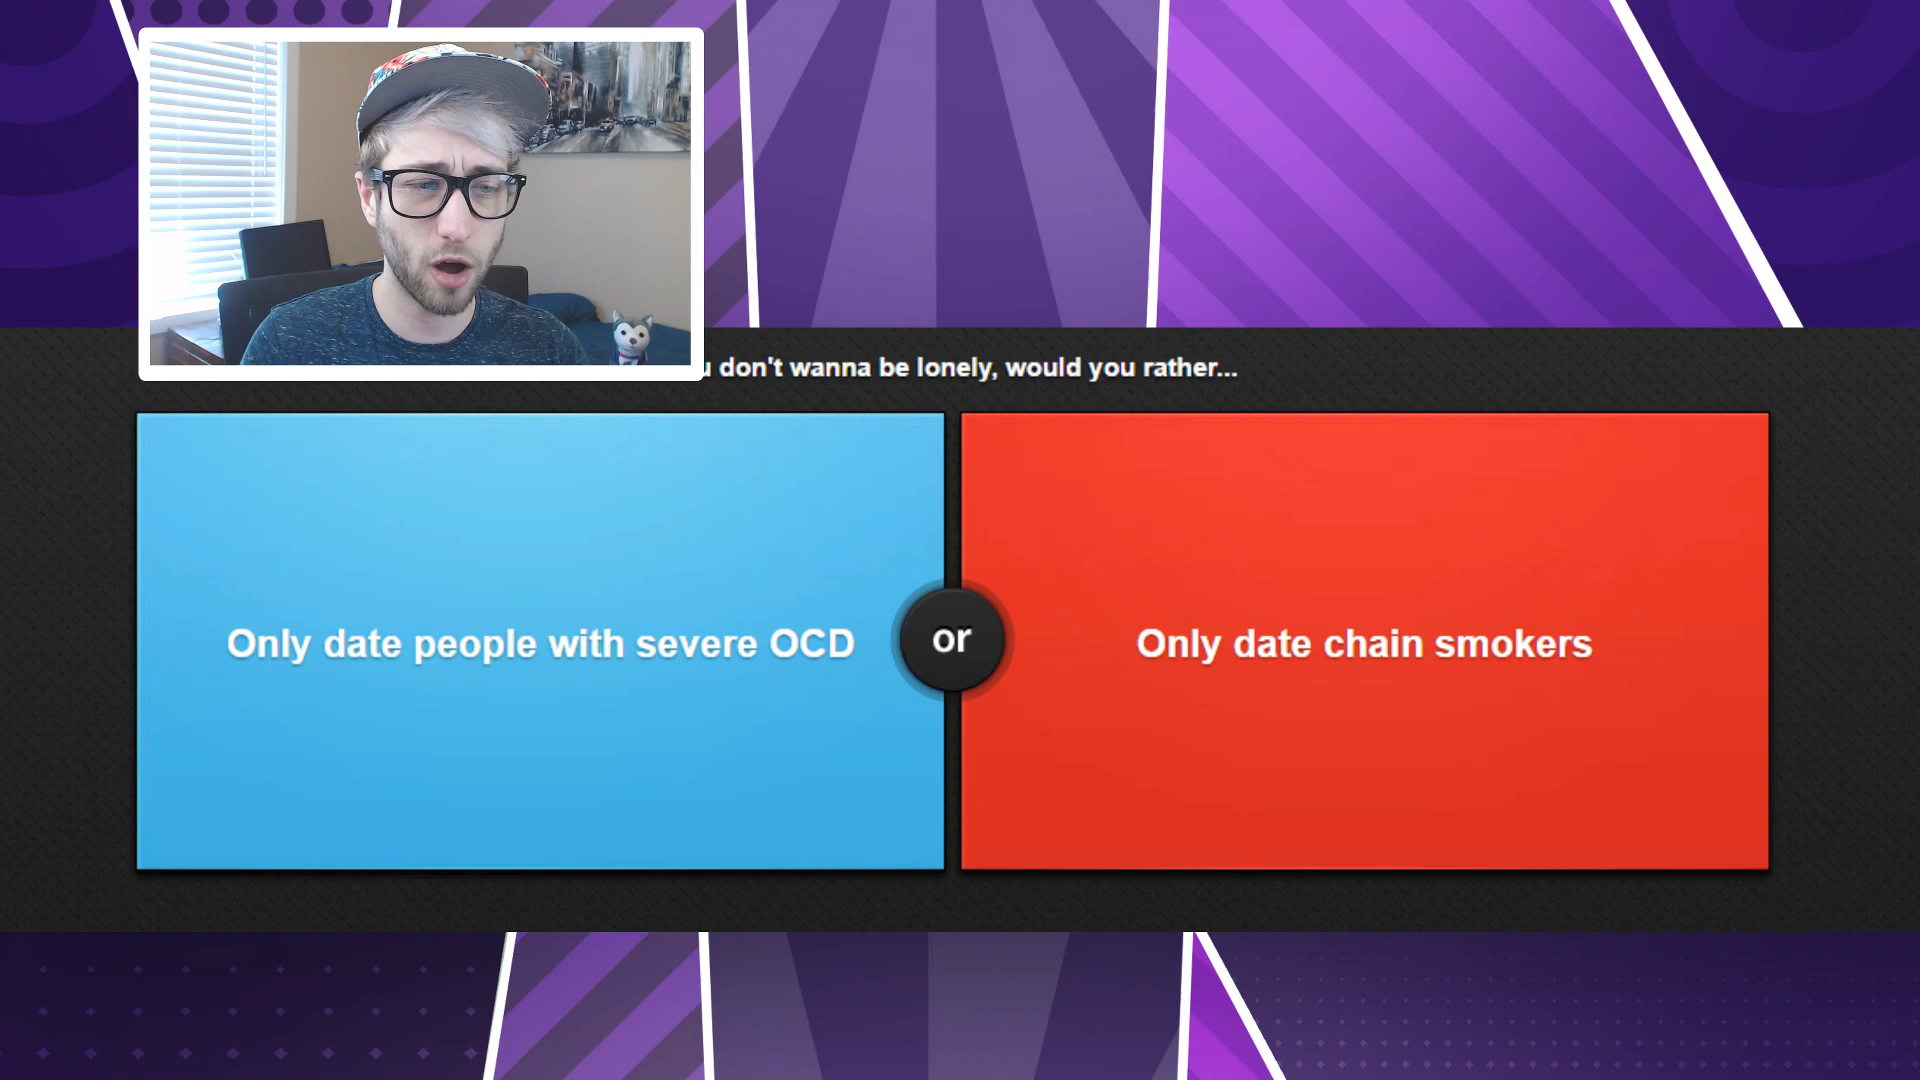 don't wanna be lonely, would you rather...
Only date people with severe OCD
or
Only date chain smokers